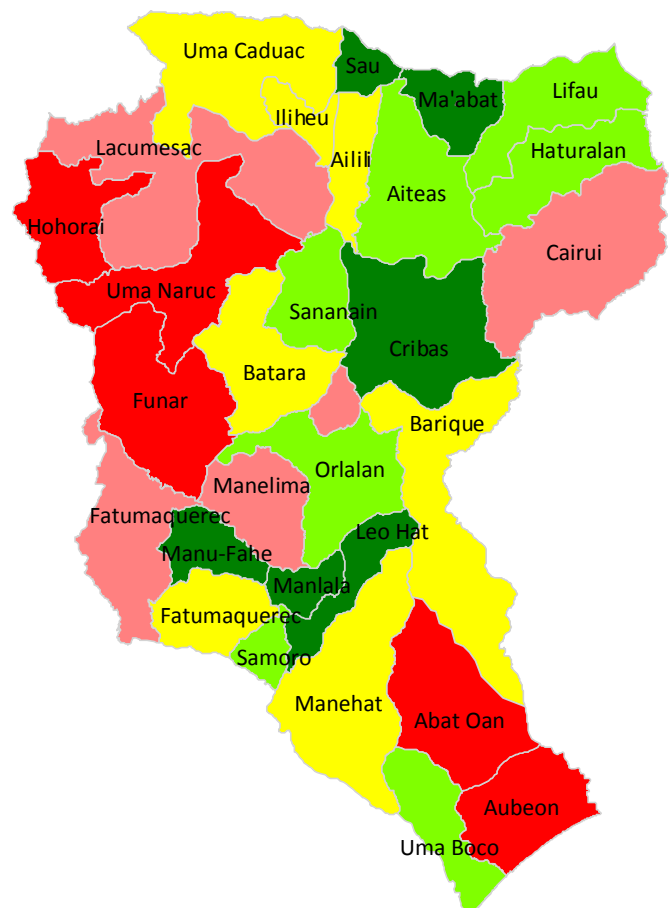 Uma Caduac
Sau
Ma'abat
Lifau
Iliheu
Lacumesac
Ailili
Haturalan
Aiteas
Hohorai
Cairui
Uma Naruc
Sananain
Cribas
Batara
Funar
Barique
Orlalan
Manelima
Fatumaquerec
Leo Hat
Manu-Fahe
Manlala
Fatumaquerec
Samoro
Manehat
Abat Oan
Aubeon
Uma Boco